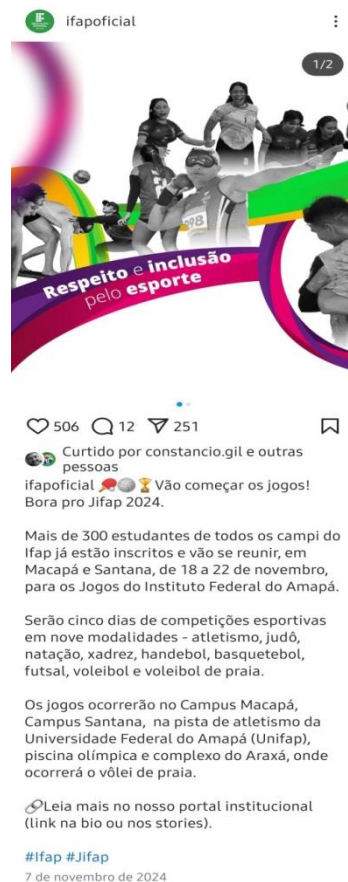 ifapoficial
1/2
998
Respeito e inclusão
pelo esporte
506 12 251
Curtido por constancio.gil e outras
pessoas
ifapoficial 🏓🏐🏆 Vão começar os jogos!
Bora pro Jifap 2024.
Mais de 300 estudantes de todos os campi do
Ifap já estão inscritos e vão se reunir, em
Macapá e Santana, de 18 a 22 de novembro,
para os Jogos do Instituto Federal do Amapá.
Serão cinco dias de competições esportivas
em nove modalidades - atletismo, judô,
natação, xadrez, handebol, basquetebol,
futsal, voleibol e voleibol de praia.
Os jogos ocorrerão no Campus Macapá,
Campus Santana, na pista de atletismo da
Universidade Federal do Amapá (Unifap),
piscina olímpica e complexo do Araxá, onde
ocorrerá o vôlei de praia.
🔗Leia mais no nosso portal institucional
(link na bio ou nos stories).
#Ifap #Jifap
7 de novembro de 2024